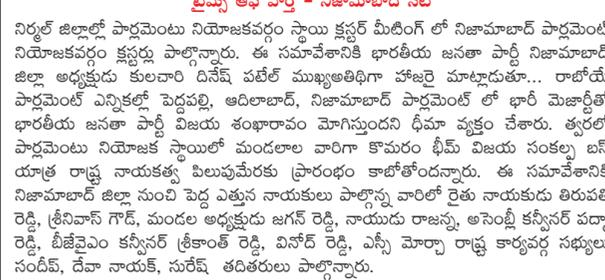 టైమ్స్ ఆఫ్ వార్త - నిజామాబాద్ సిటీ
నిర్మల్ జిల్లాల్లో పార్లమెంటు నియోజకవర్గం స్థాయి క్లస్టర్ మీటింగ్ లో నిజామాబాద్ పార్లమెంట్
నియోజకవర్గం క్లస్టర్లు పాల్గొన్నారు. ఈ సమావేశానికి భారతీయ జనతా పార్టీ నిజామాబాద్
జిల్లా అధ్యక్షుడు కులచారి దినేష్ పటేల్ ముఖ్యఅతిథిగా హాజరై మాట్లాడుతూ... రాబోయే
పార్లమెంట్ ఎన్నికల్లో పెద్దపల్లి, ఆదిలాబాద్, నిజామాబాద్ పార్లమెంట్ లో భారీ మెజార్టీతో
భారతీయ జనతా పార్టీ విజయ శంఖారావం మోగిస్తుందని ధీమా వ్యక్తం చేశారు. త్వరలో
పార్లమెంటు నియోజక స్థాయిలో మండలాల వారిగా కొమరం భీమ్ విజయ సంకల్ప బస్
యాత్ర రాష్ట్ర నాయకత్వ పిలుపుమేరకు ప్రారంభం కాబోతోందన్నారు. ఈ సమావేశానికి
నిజామాబాద్ జిల్లా నుంచి పెద్ద ఎత్తున నాయకులు పాల్గొన్న వారిలో రైతు నాయకుడు తిరుపతి
రెడ్డి, శ్రీనివాస్ గౌడ్, మండల అధ్యక్షుడు జగన్ రెడ్డి, నాయుడు రాజన్న, అసెంబ్లీ కన్వీనర్ పద్మా
రెడ్డి, బీజేవైఎం కన్వీనర్ శ్రీకాంత్ రెడ్డి, వినోద్ రెడ్డి, ఎస్సీ మోర్చా రాష్ట్ర కార్యవర్గ సభ్యులు
సందీప్, దేవా నాయక్, సురేష్ తదితరులు పాల్గొన్నారు.